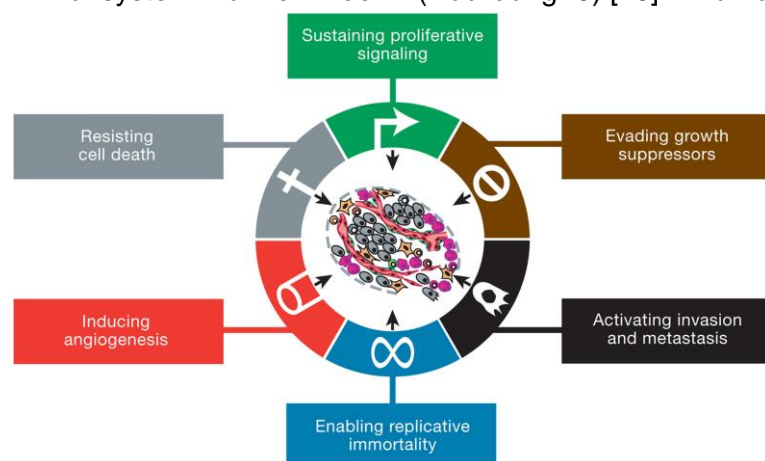 Sustaining proliferative
signaling
Resisting
cell death
Evading growth
suppressors
Inducing
angiogenesis
Activating invasion
and metastasis
Enabling replicative
immortality